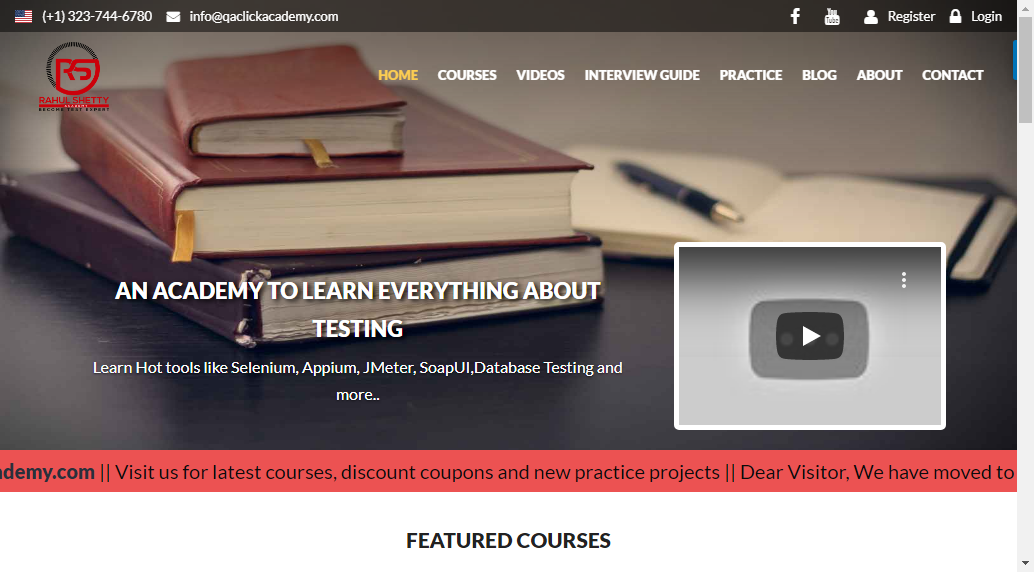 (+1) 323-744-6780 info@qaclickacademy.com You Tube Register Login
RAHUL SHETTY
HOME COURSES VIDEOS INTERVIEW GUIDE PRACTICE BLOG ABOUT CONTACT
BECOME TEST EXPERT
AN ACADEMY TO LEARN EVERYTHING ABOUT
TESTING
Learn Hot tools like Selenium, Appium, JMeter, SoapUI,Database Testing and
more..
ademy.com || Visit us for latest courses, discount coupons and new practice projects || Dear Visitor, We have moved to
FEATURED COURSES